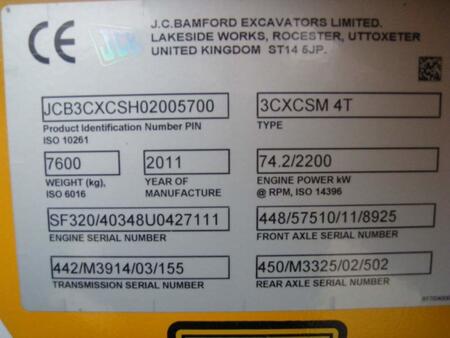 CE
JCB
J.C.BAMFORD EXCAVATORS LIMITED.
LAKESIDE WORKS, ROCESTER, UTTOXETER
UNITED KINGDOM ST14 5JP.
JCB3CXCSH02005700
Product Identification Number PIN
ISO 10261
3CXCSM 4T
TYPE
7600
WEIGHT (kg),
ISO 6016
2011
YEAR OF
MANUFACTURE
74.2/2200
ENGINE POWER kW
@ RPM, ISO 14396
SF320/40348U0427111
ENGINE SERIAL NUMBER
448/57510/11/8925
FRONT AXLE SERIAL NUMBER
442/M3914/03/155
TRANSMISSION SERIAL NUMBER
450/M3325/02/502
REAR AXLE SERIAL NUMBER